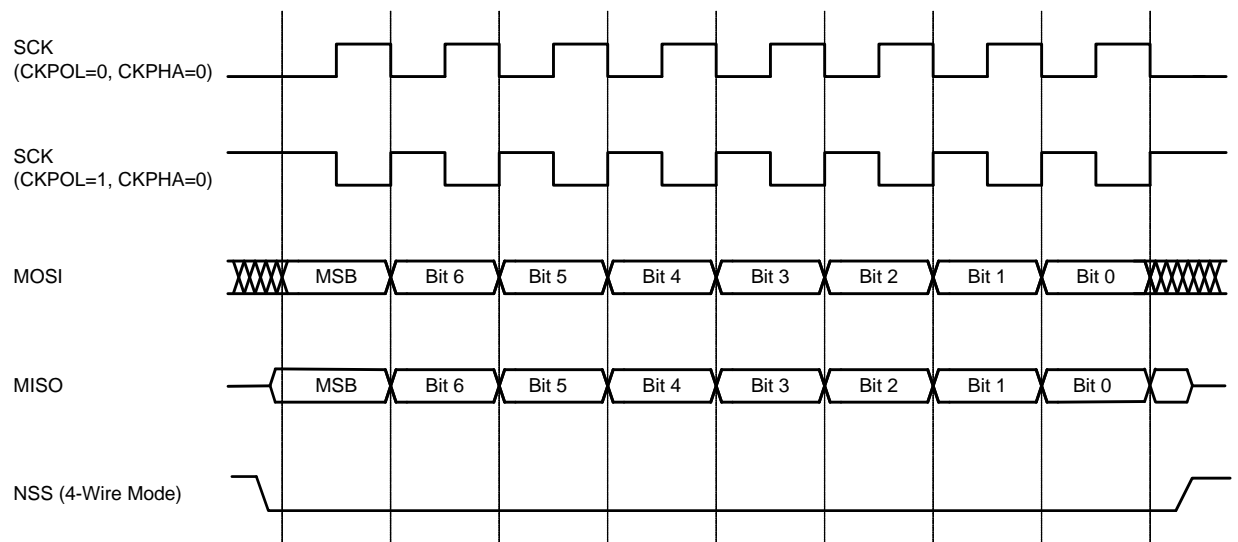 SCK
(CKPOL=0, CKPHA=0)
SCK
(CKPOL=1, CKPHA=0)
MOSI
MSB Bit 6 Bit 5 Bit 4 Bit 3 Bit 2 Bit 1 Bit 0
MISO
MSB Bit 6 Bit 5 Bit 4 Bit 3 Bit 2 Bit 1 Bit 0
NSS (4-Wire Mode)